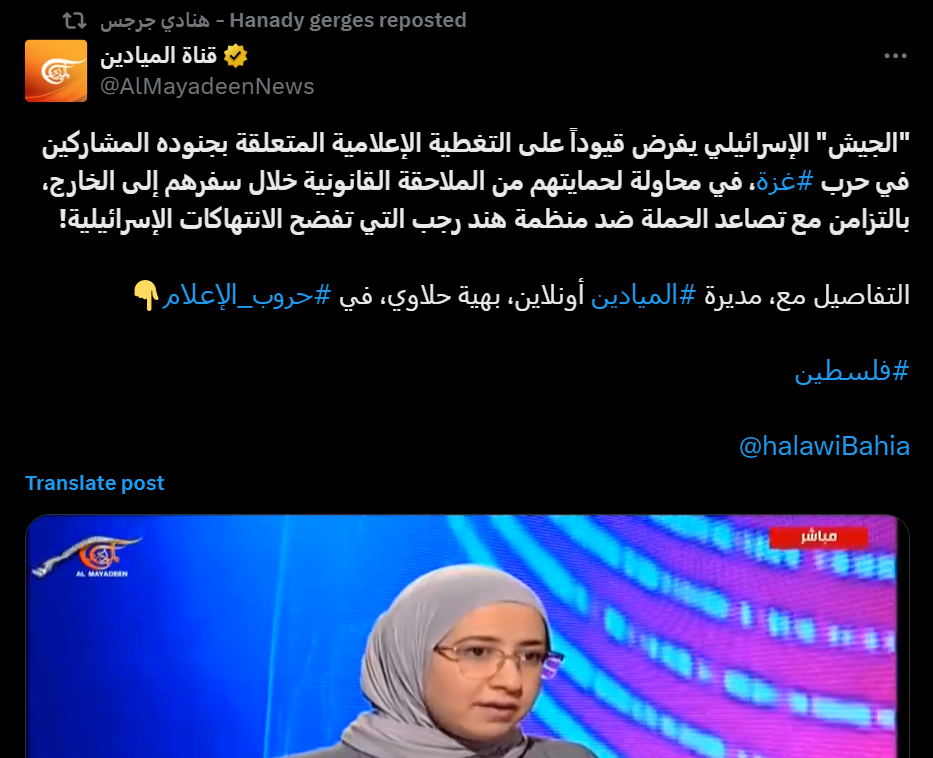 هنادي جرجس - Hanady gerges reposted
قناة الميادين
@AlMayadeenNews
"الجيش" الإسرائيلي يفرض قيوداً على التغطية الإعلامية المتعلقة بجنوده المشاركين
في حرب #غزة، في محاولة لحمايتهم من الملاحقة القانونية خلال سفرهم إلى الخارج،
بالتزامن مع تصاعد الحملة ضد منظمة هند رجب التي تفضح الانتهاكات الإسرائيلية!
التفاصيل مع، مديرة #الميادين أونلاين، بهية حلاوي، في #حروب_الإعلام👇
#فلسطين
@halawiBahia
Translate post
مباشر
الميادين
AL MAYADEEN